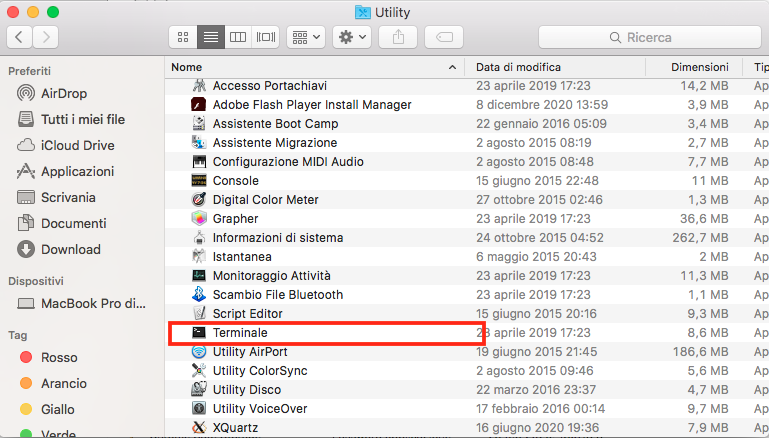 Utility
Ricerca
Preferiti
AirDrop
Tutti i miei file
iCloud Drive
Applicazioni
Scrivania
Documenti
Download
Dispositivi
MacBook Pro di...
Tag
Rosso
Arancio
Giallo
Verde
Nome Data di modifica Dimensioni Tip
Accesso Portachiavi 23 aprile 2019 17:23 14,2 MB Ap
Adobe Flash Player Install Manager 8 dicembre 2020 13:59 3,9 MB Ap
Assistente Boot Camp 22 gennaio 2016 05:09 3,4 MB Ap
Assistente Migrazione 2 agosto 2015 08:19 2,7 MB Ap
Configurazione MIDI Audio 2 agosto 2015 08:48 6,2 MB Ap
Console 15 giugno 2015 22:48 11 MB Ap
Digital Color Meter 27 ottobre 2015 02:46 1,3 MB Ap
Grapher 23 aprile 2019 17:23 36,6 MB Ap
Informazioni di sistema 24 ottobre 2015 04:52 262,7 MB Ap
Istantanea 6 maggio 2015 20:43 2 MB Ap
Monitoraggio Attività 23 aprile 2019 17:23 11,3 MB Ap
Scambio File Bluetooth 23 aprile 2019 17:23 2,6 MB Ap
Script Editor 15 giugno 2015 20:16 9,3 MB Ap
Terminale 23 aprile 2019 17:23 8,6 MB Ap
Utility AirPort 19 giugno 2015 21:45 186,6 MB Ap
Utility ColorSync 2 agosto 2015 09:46 5,6 MB Ap
Utility Disco 22 marzo 2016 23:37 4,7 MB Ap
Utility VoiceOver 17 febbraio 2016 00:14 9,7 MB Ap
XQuartz 16 giugno 2020 19:36 7,9 MB Ap